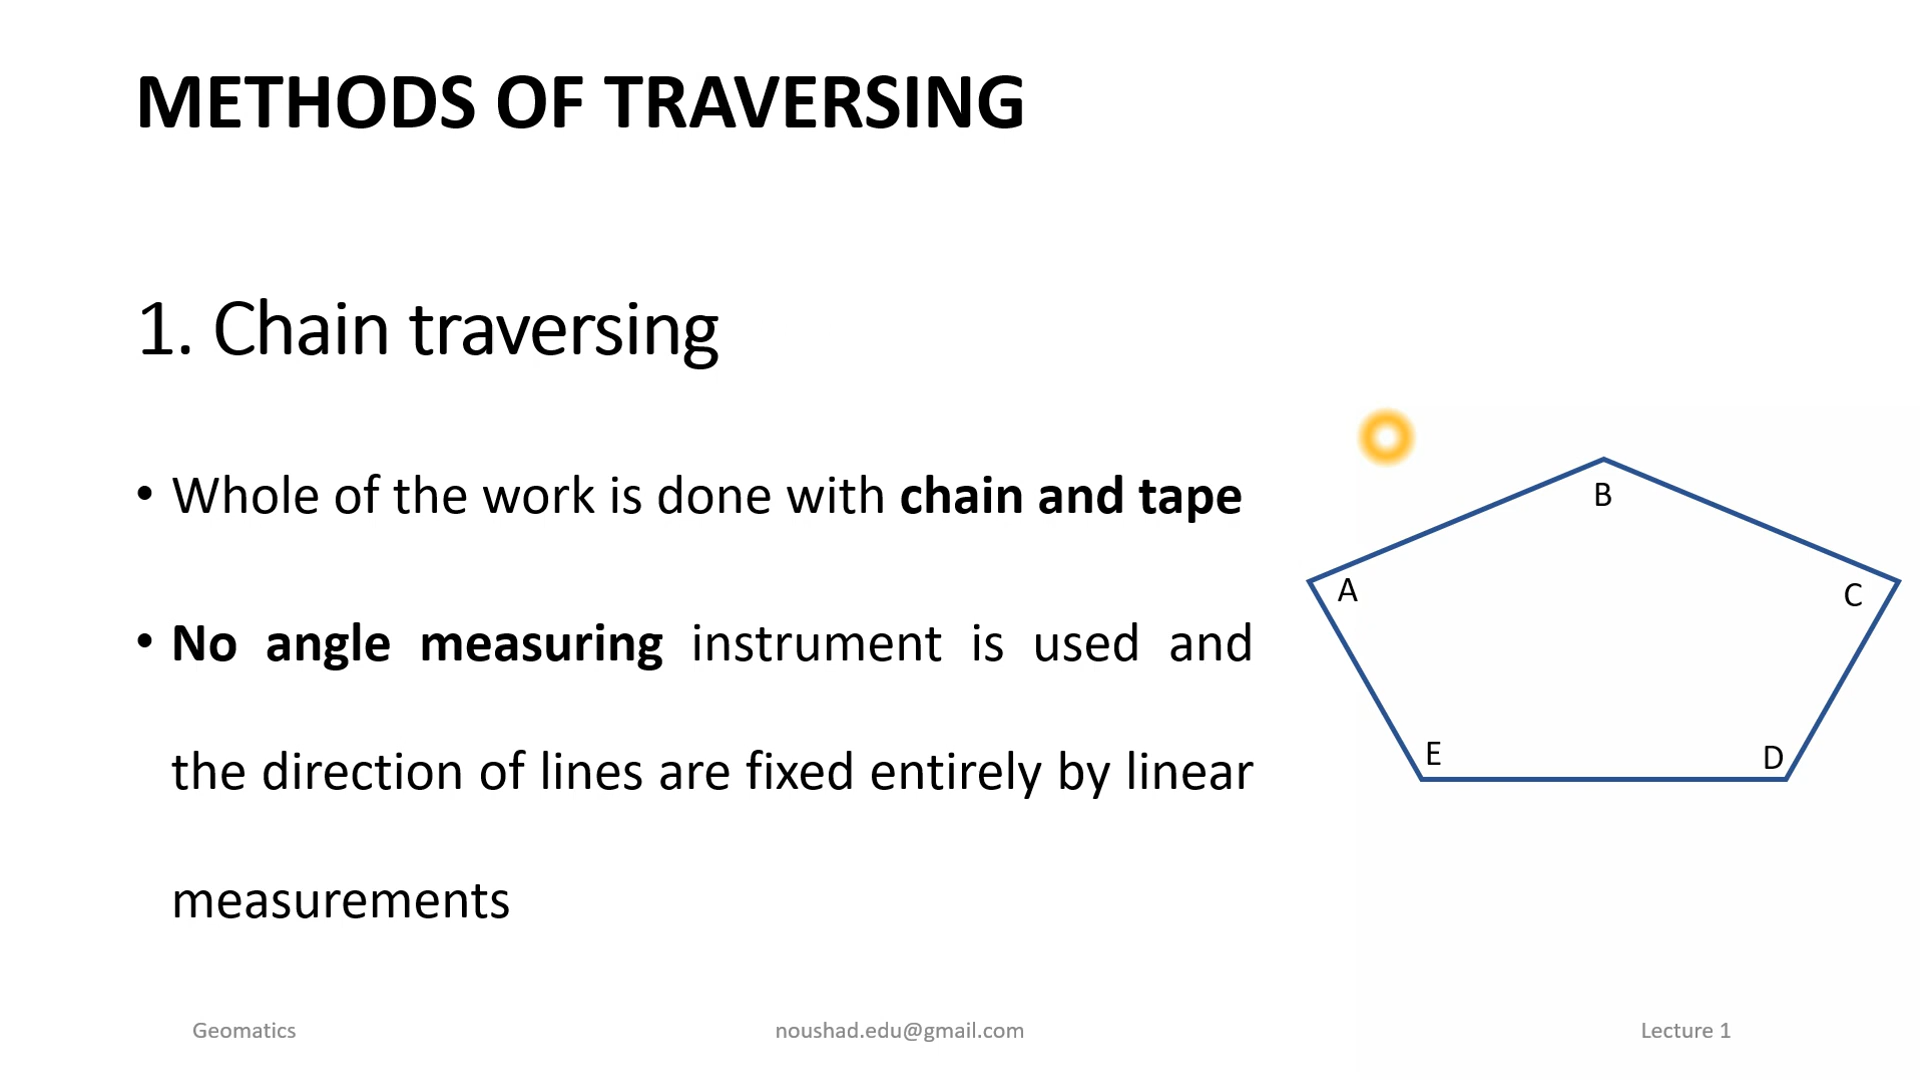 METHODS OF TRAVERSING
1. Chain traversing
• Whole of the work is done with chain and tape
• No angle measuring instrument is used and
the direction of lines are fixed entirely by linear
measurements
B
A
C
E
D
Geomatics
noushad.edu@gmail.com
Lecture 1